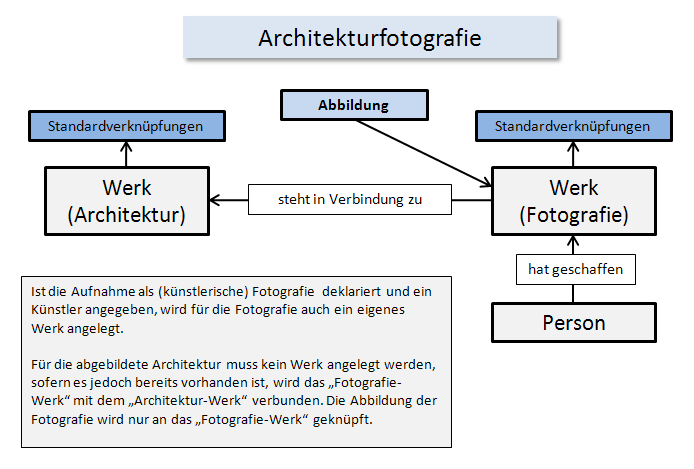 Architekturfotografie
Abbildung
Standardverknüpfungen
Standardverknüpfungen
Werk
(Architektur)
steht in Verbindung zu
Werk
(Fotografie)
hat geschaffen
Person
Ist die Aufnahme als (künstlerische) Fotografie deklariert und ein
Künstler angegeben, wird für die Fotografie auch ein eigenes
Werk angelegt.
Für die abgebildete Architektur muss kein Werk angelegt werden,
sofern es jedoch bereits vorhanden ist, wird das „Fotografie-
Werk“ mit dem „Architektur-Werk“ verbunden. Die Abbildung der
Fotografie wird nur an das „Fotografie-Werk“ geknüpft.